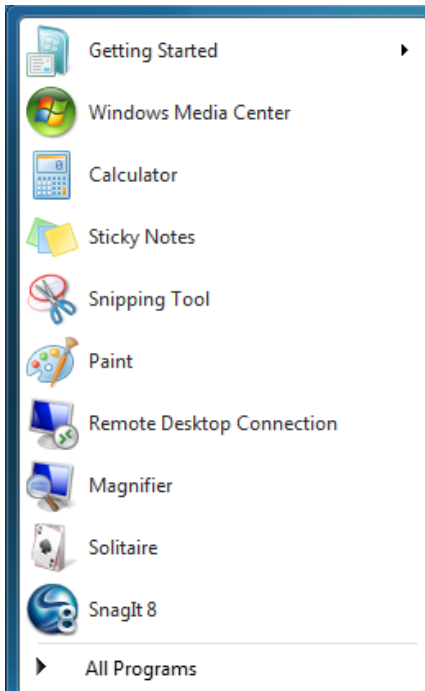 Getting Started
Windows Media Center
Calculator
Sticky Notes
Snipping Tool
Paint
Remote Desktop Connection
Magnifier
Solitaire
SnagIt 8
All Programs